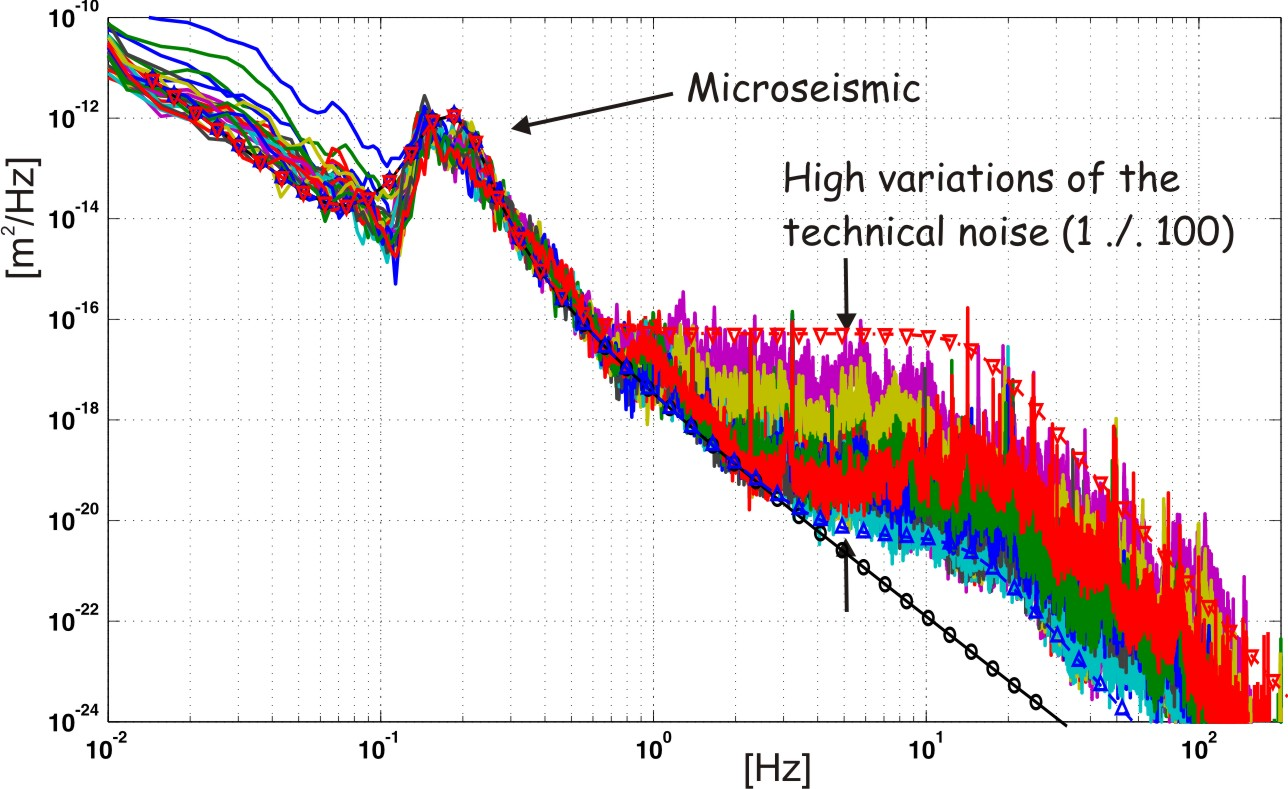 10-10
Microseismic
10-12
High variations of the
technical noise (1 ./. 100)
10-14
[m2/Hz]
10-16
10-18
10-20
10-22
10-24
10-2
10-1
100
101
102
[Hz]